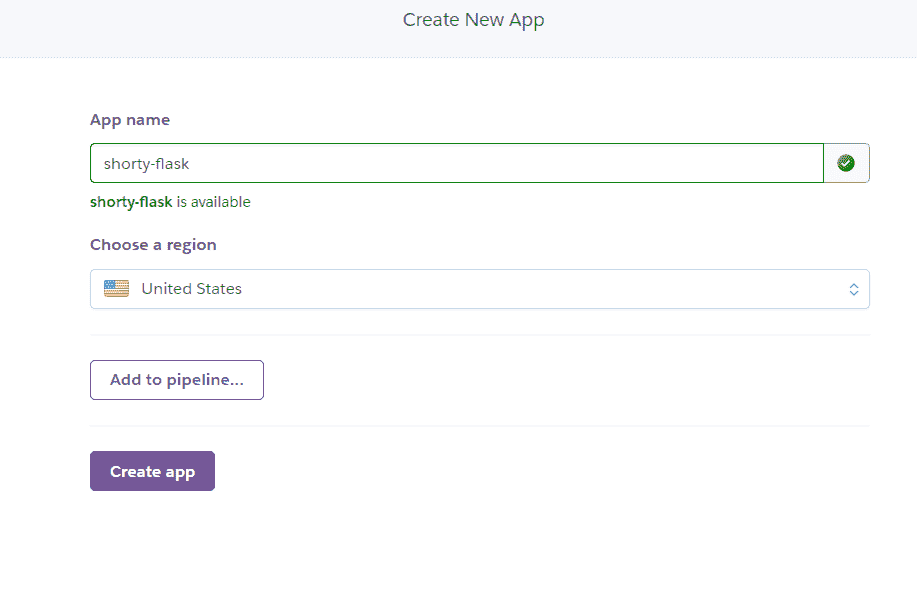 Create New App
App name
shorty-flask
shorty-flask is available
Choose a region
United States
Add to pipeline...
Create app